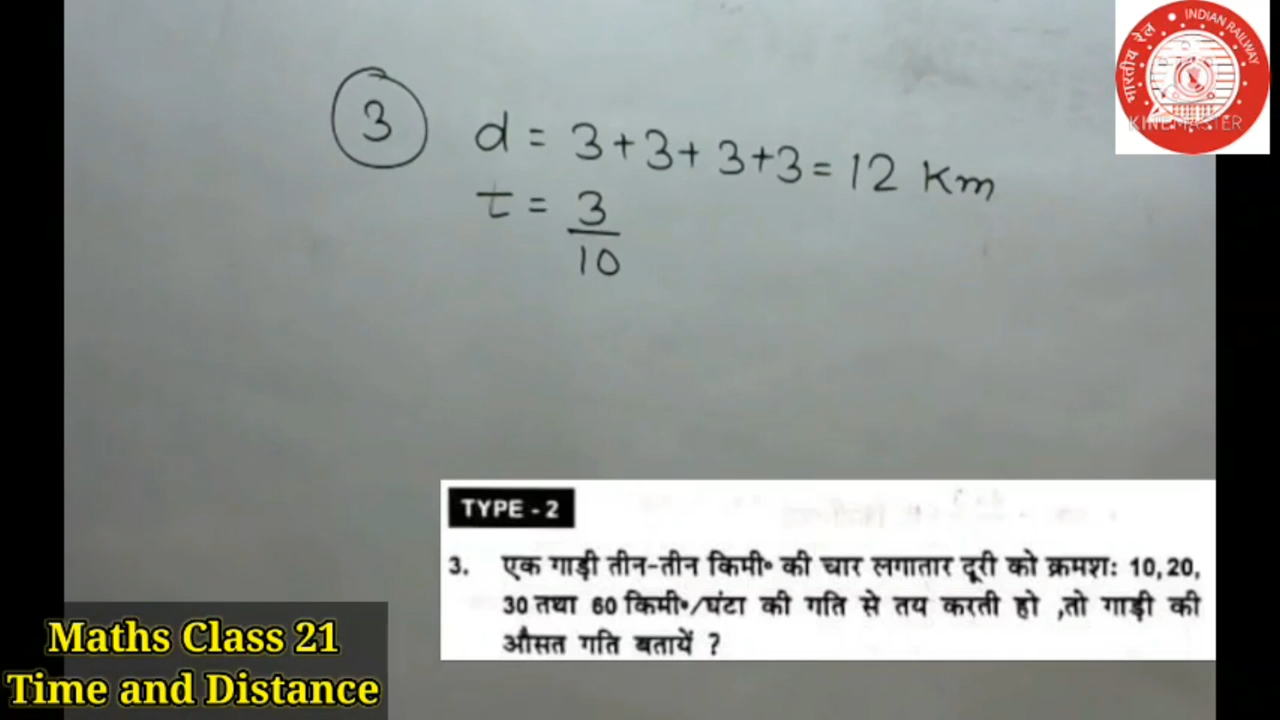 भारतीय रेल INDIAN RAILWAY
KINEMASTER
3 d = 3+3+3+3 = 12 Km
t = 3
10
TYPE - 2
3. एक गाड़ी तीन-तीन किमी॰ की चार लगातार दूरी को क्रमशः 10, 20,
30 तथा 60 किमी॰/घंटा की गति से तय करती हो ,तो गाड़ी की
औसत गति बतायें ?
Maths Class 21
Time and Distance